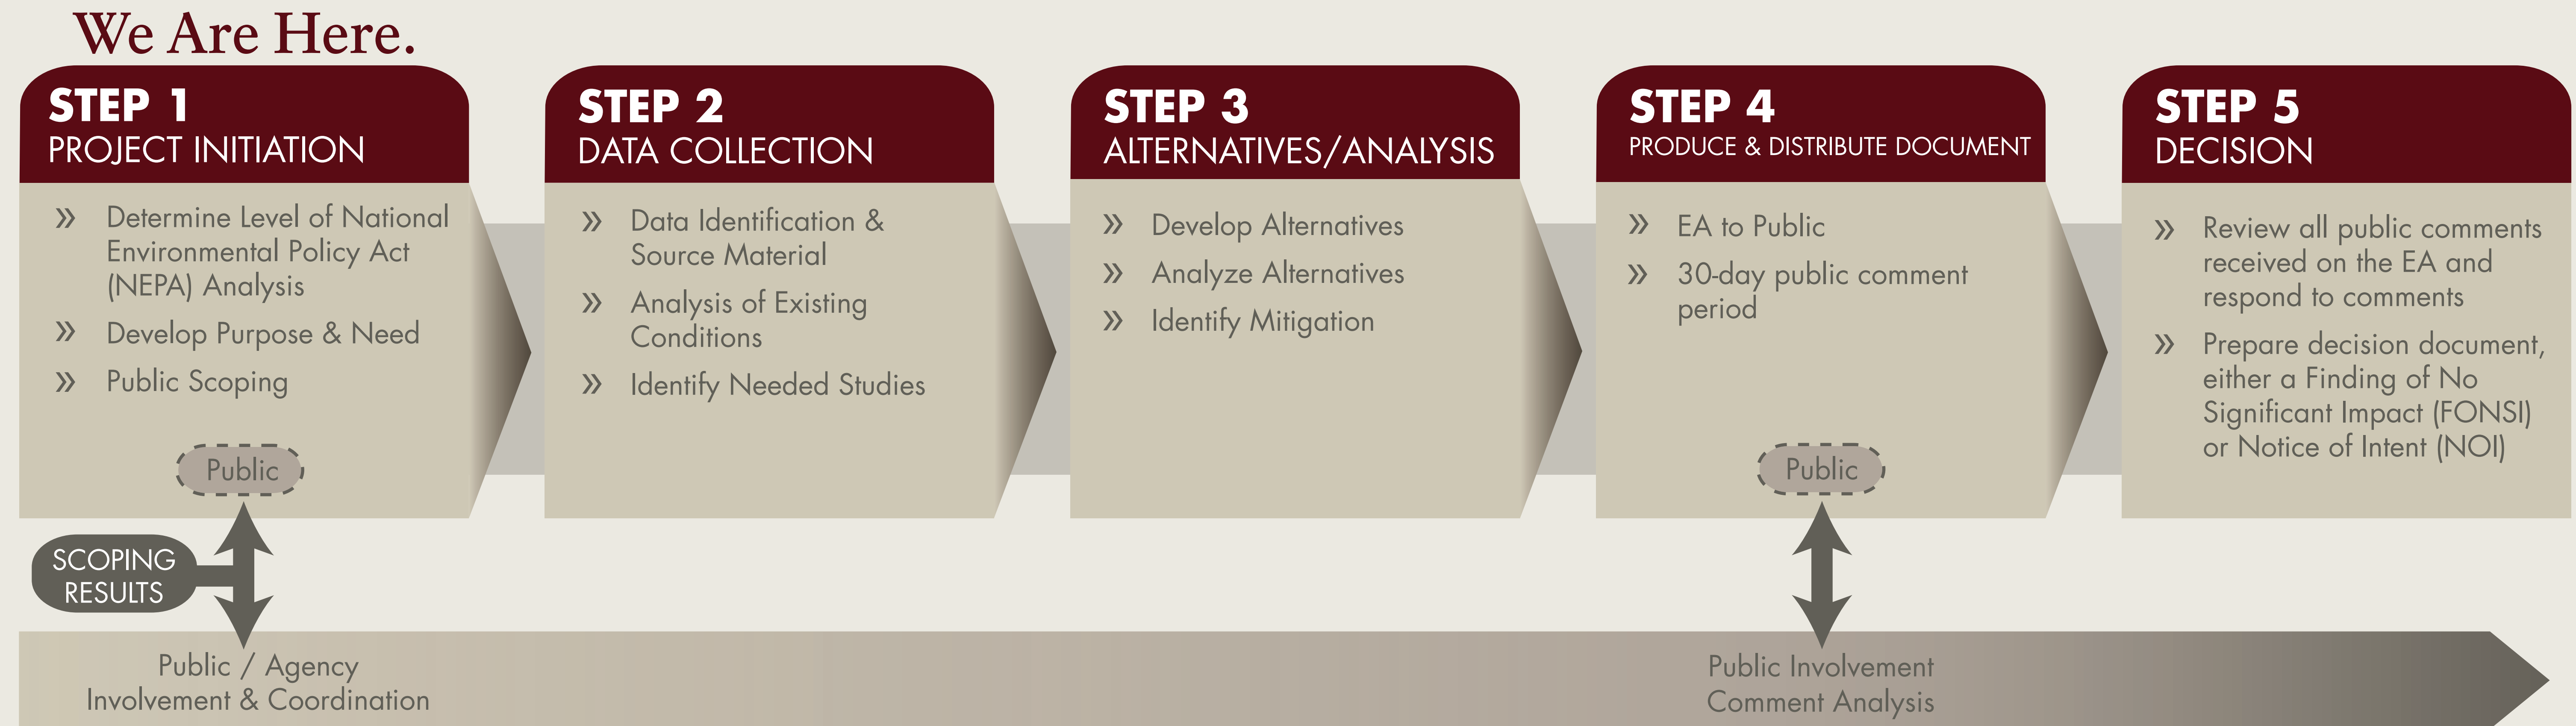 We Are Here.
STEP 1
PROJECT INITIATION
» Determine Level of National
Environmental Policy Act
(NEPA) Analysis
» Develop Purpose & Need
» Public Scoping
Public
SCOPING
RESULTS
Public / Agency
Involvement & Coordination
STEP 2
DATA COLLECTION
» Data Identification &
Source Material
» Analysis of Existing
Conditions
» Identify Needed Studies
STEP 3
ALTERNATIVES/ANALYSIS
» Develop Alternatives
» Analyze Alternatives
» Identify Mitigation
STEP 4
PRODUCE & DISTRIBUTE DOCUMENT
» EA to Public
» 30-day public comment
period
Public
Public Involvement
Comment Analysis
STEP 5
DECISION
» Review all public comments
received on the EA and
respond to comments
» Prepare decision document,
either a Finding of No
Significant Impact (FONSI)
or Notice of Intent (NOI)